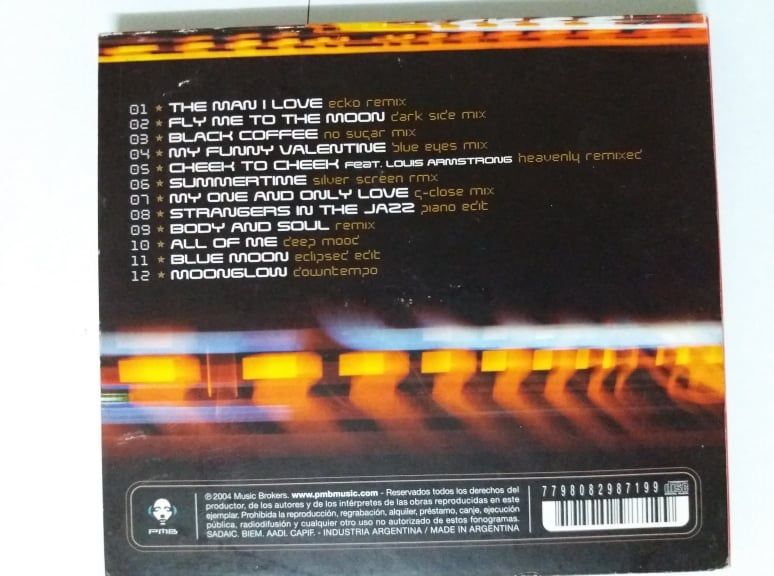 01 * THE MAN I LOVE ecko remix
02 * FLY ME TO THE MOON dark side mix
03 * BLACK COFFEE no sugar mix
04 * MY FUNNY VALENTINE blue eyes mix
05 * CHEEK TO CHEEK FEAT. LOUIS ARMSTRONG heavenly remixed
06 * SUMMERTIME silver screen rmx
07 * MY ONE AND ONLY LOVE g-close mix
08 * STRANGERS IN THE JAZZ piano edit
09 * BODY AND SOUL remix
10 * ALL OF ME deep mood
11 * BLUE MOON eclipsed edit
12 * MOONGLOW downtempo
PMB
℗ 2004 Music Brokers. www.pmbmusic.com - Reservados todos los derechos del
productor, de los autores y de los intérpretes de las obras reproducidas en este
ejemplar. Prohibida la reproducción, regrabación, alquiler, préstamo, canje, ejecución
pública, radiodifusión y cualquier otro uso no autorizado de estos fonogramas.
SADAIC. BIEM. AADI. CAPIF. - INDUSTRIA ARGENTINA / MADE IN ARGENTINA
7798082987199